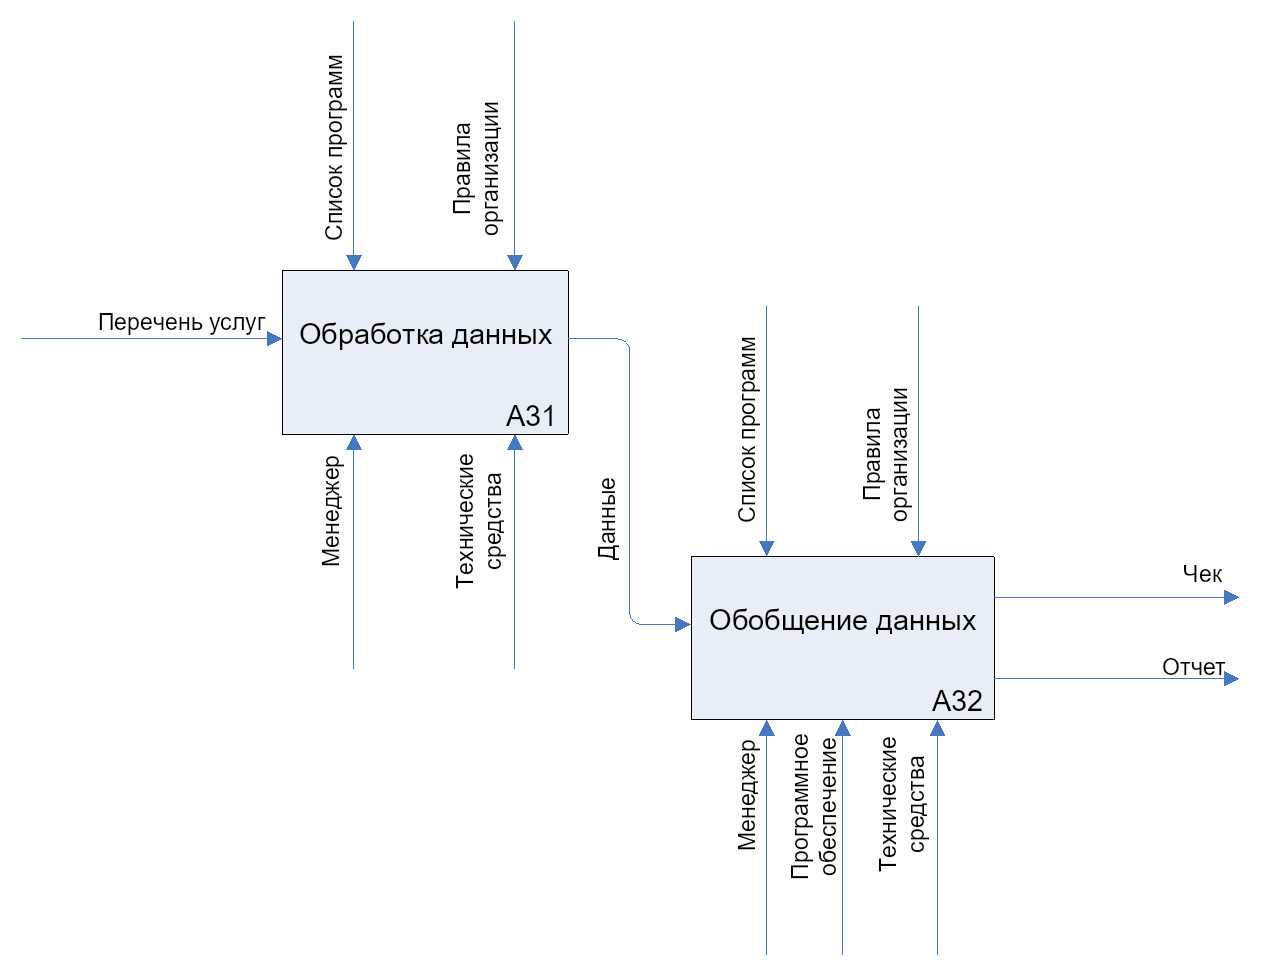 Список программ
Правила
организации
Перечень услуг
Обработка данных
A31
Менеджер
Технические
средства
Данные
Список программ
Правила
организации
Чек
Обобщение данных
Отчет
A32
Менеджер
Программное
обеспечение
Технические
средства